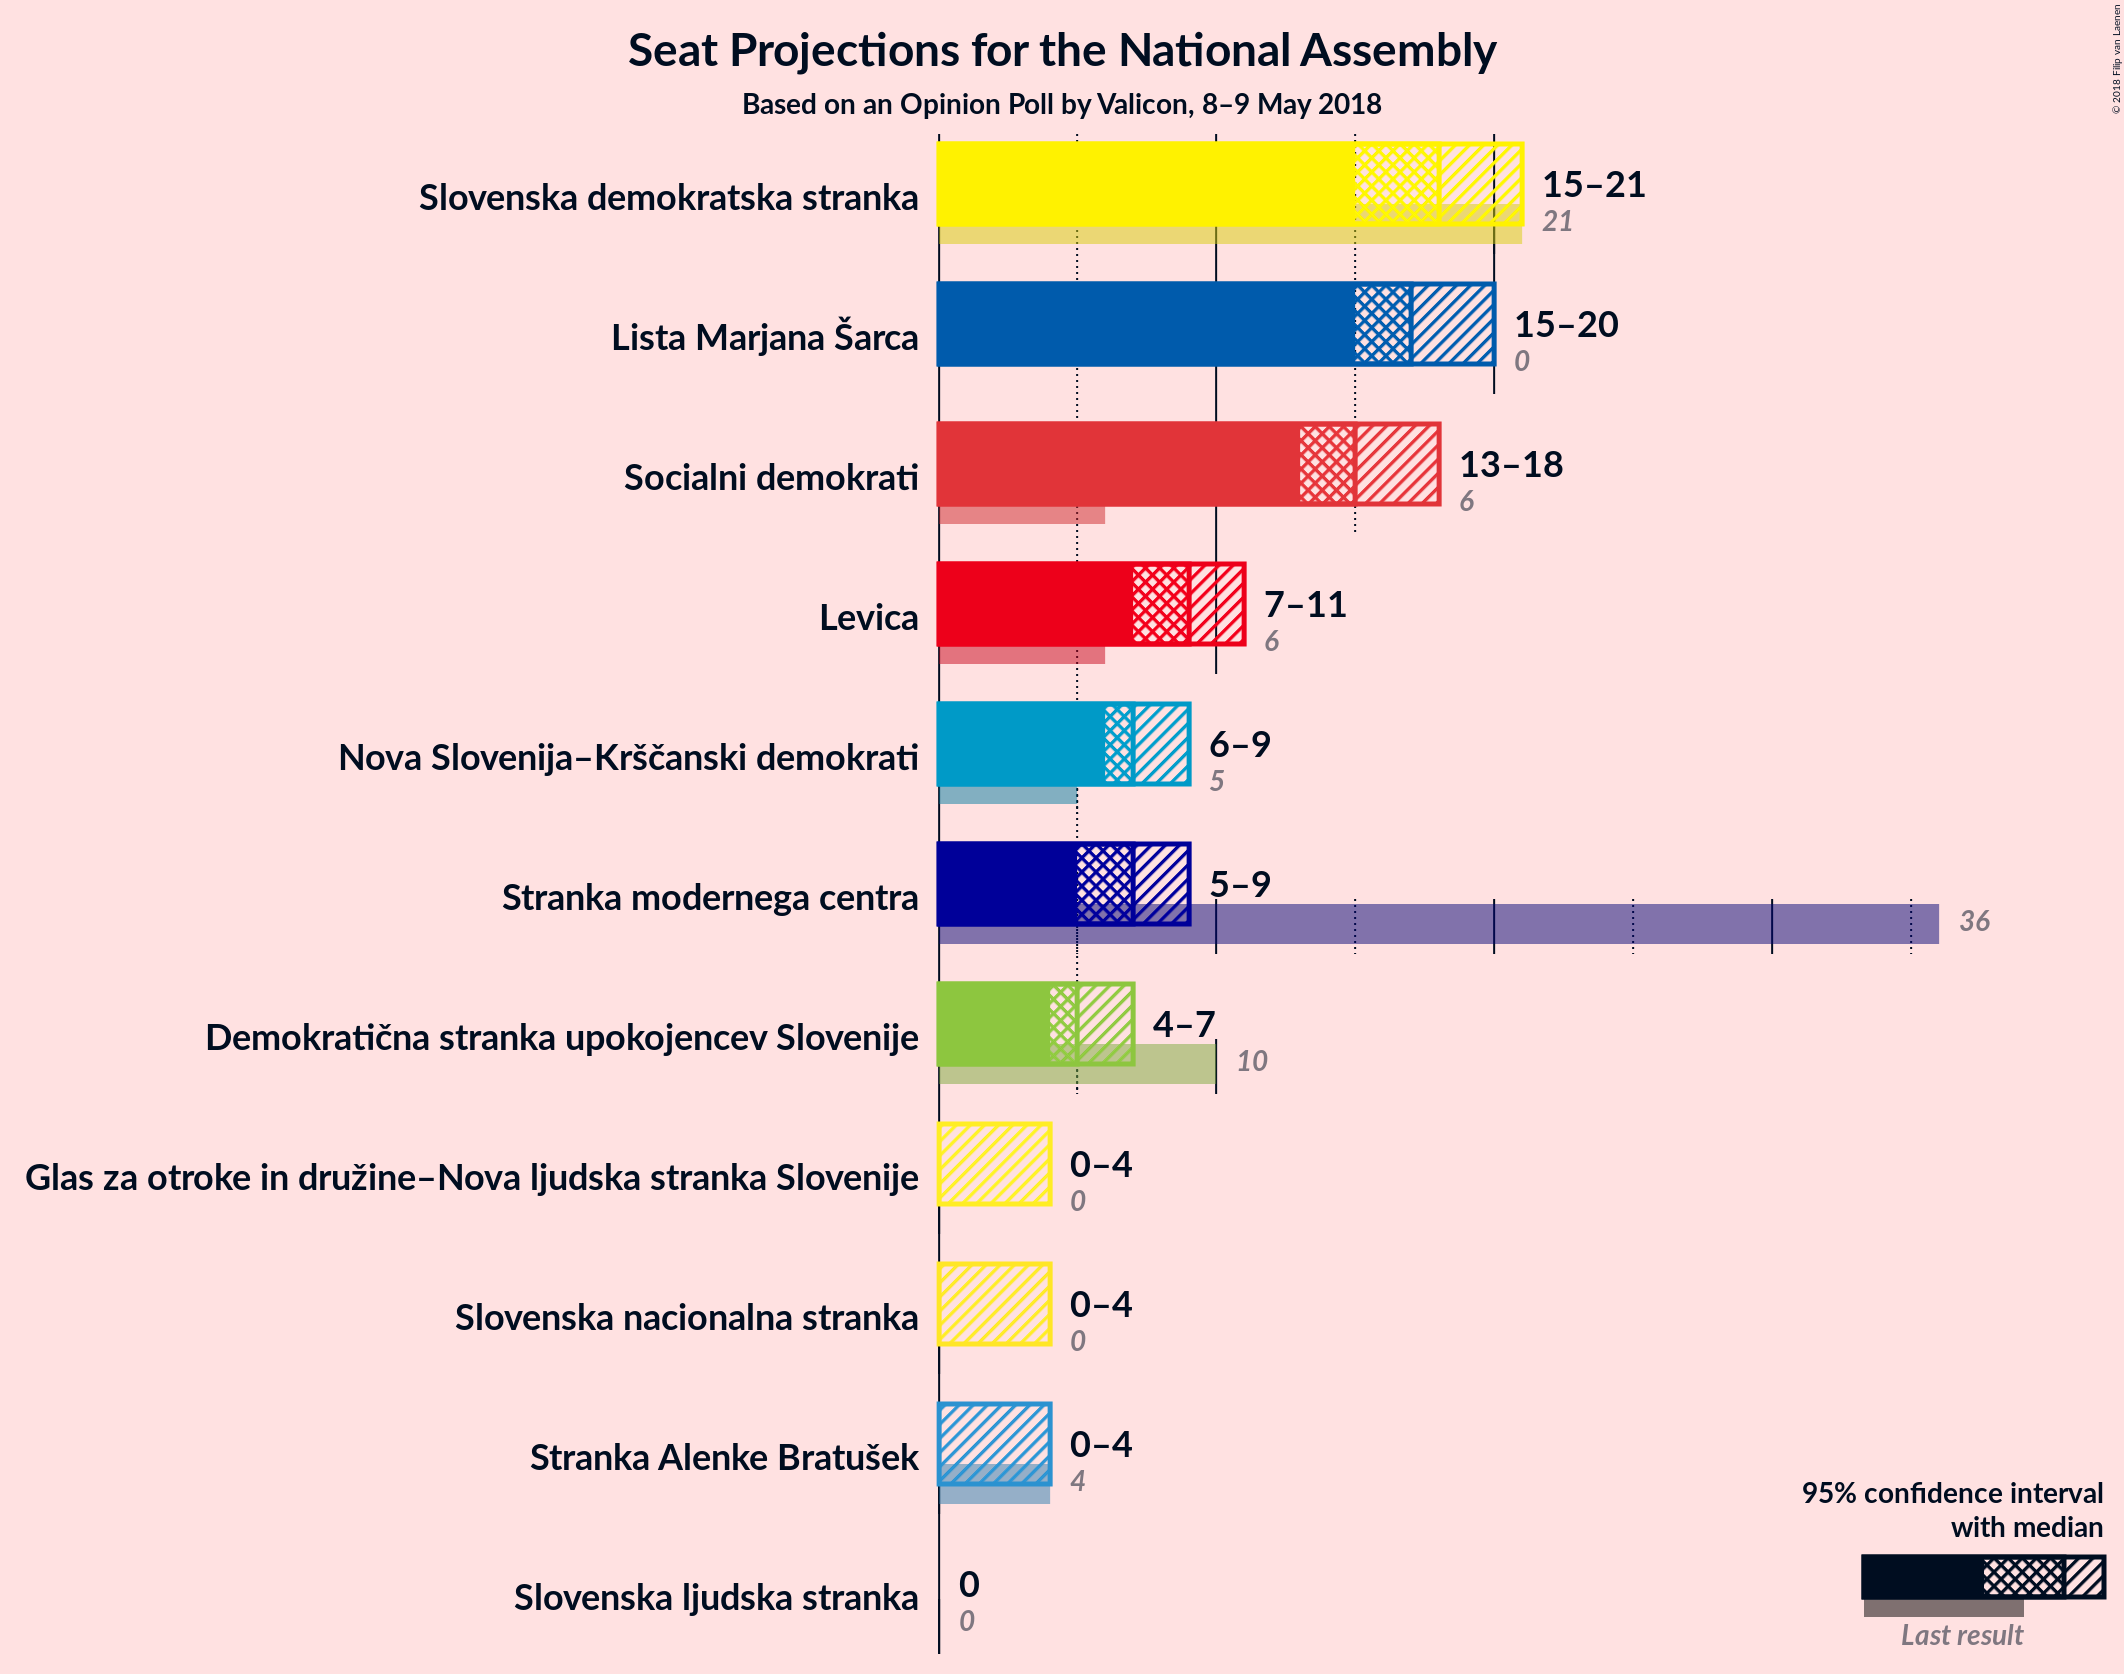 Seat Projections for the National Assembly
Based on an Opinion Poll by Valicon, 8–9 May 2018
© 2018 Filip van Laenen
Slovenska demokratska stranka
15–21
21
Lista Marjana Šarca
15–20
0
Socialni demokrati
13–18
6
Levica
7–11
6
Nova Slovenija–Krščanski demokrati
6–9
5
Stranka modernega centra
5–9
36
Demokratična stranka upokojencev Slovenije
4–7
10
Glas za otroke in družine–Nova ljudska stranka Slovenije
0–4
0
Slovenska nacionalna stranka
0–4
0
Stranka Alenke Bratušek
0–4
4
Slovenska ljudska stranka
0
0
95% confidence interval
with median
Last result